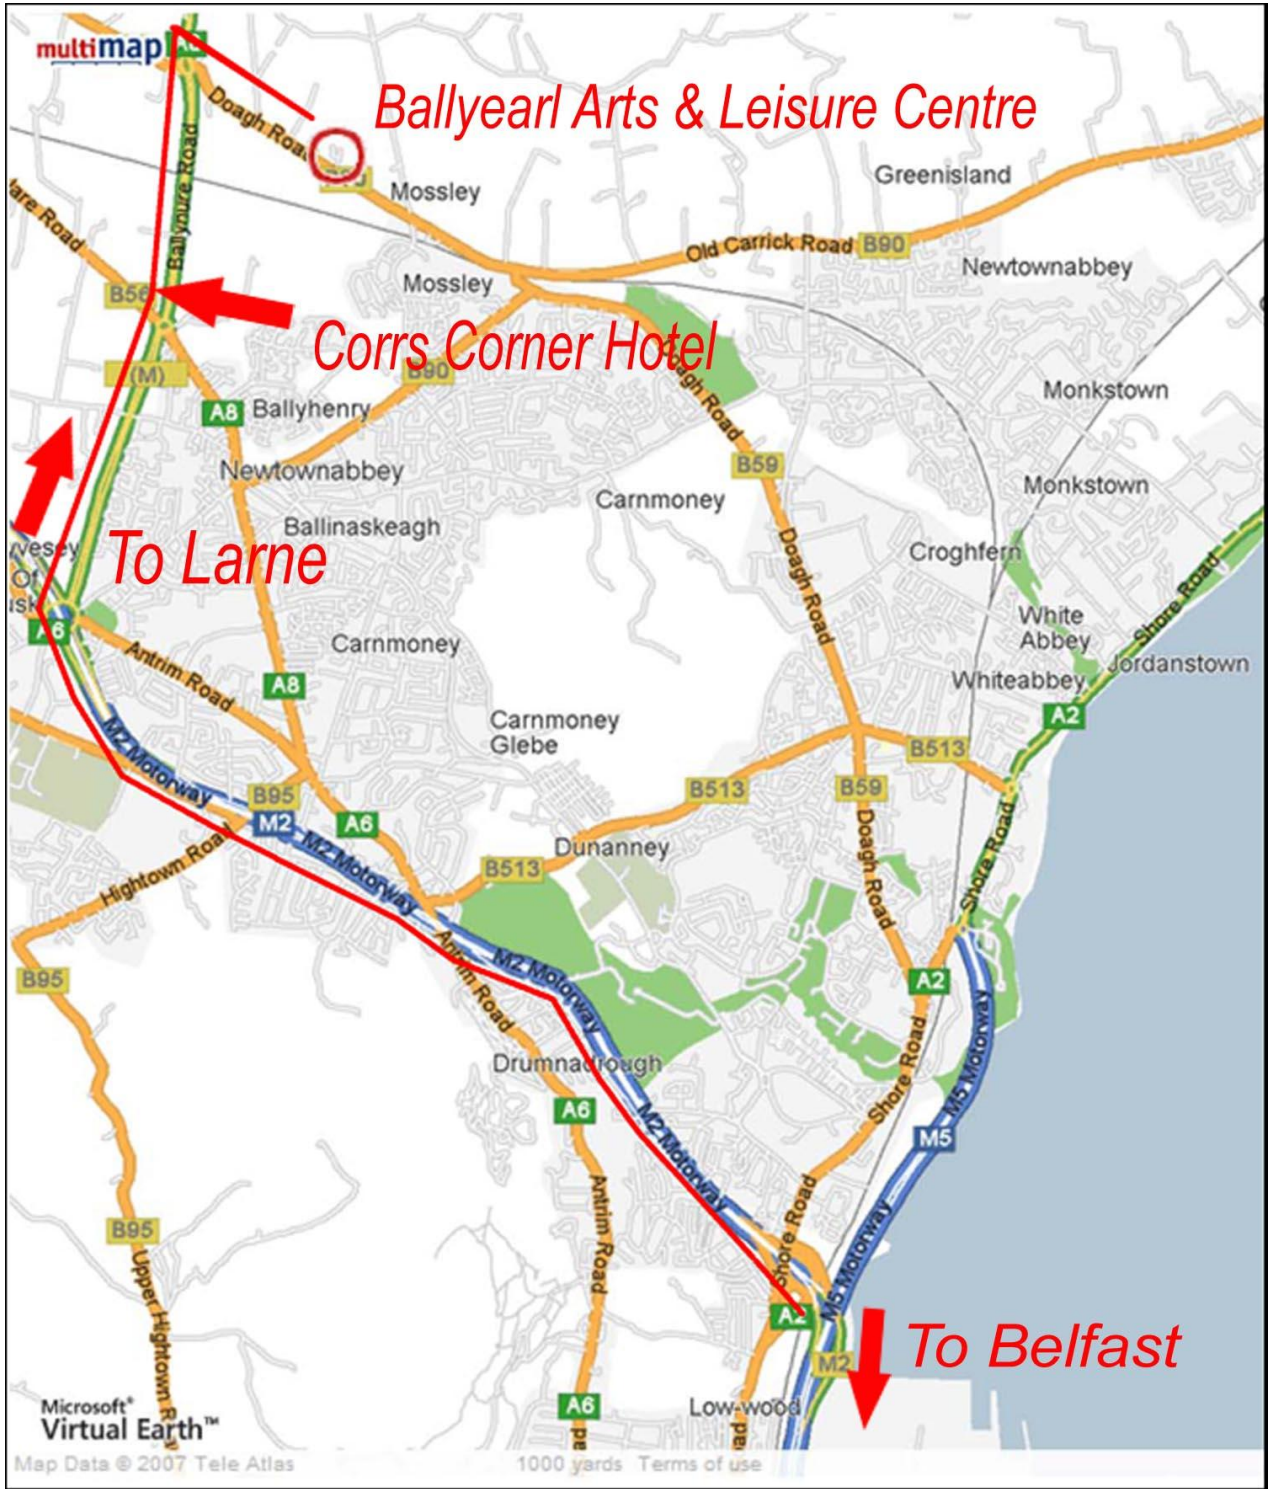 multimap
Doagh Road
Ballyearl Arts & Leisure Centre
Mossley
Greenisland
Ballynure Road
Old Carrick Road B90
Newtownabbey
Mossley
B56
Corrs Corner Hotel
(M)
B90
Doagh Road
Monkstown
A8 Ballyhenry
Newtownabbey
B59
Monkstown
Carnmoney
Ballinaskeagh
To Larne
Croghfern
Doagh Road
Shore Road
White
Abbey
A6
Carnmoney
Antrim Road
Jordanstown
Whiteabbey
A8
A2
Carnmoney
Glebe
M2 Motorway
B513
B513
B59
B95
M2
A6
M2 Motorway
Doagh Road
Shore Road
Dunanney
Hightown Road
B513
Antrim Road
M2 Motorway
B95
A2
M5 Motorway
Drumnadrough
Shore Road
A6
M2 Motorway
M5
Antrim Road
Shore Road
B95
M5 Motorway
Upper Hightown
A2
To Belfast
M2
A6
Low-wood
Microsoft®
Virtual Earth™
Map Data © 2007 Tele Atlas
1000 yards Terms of use